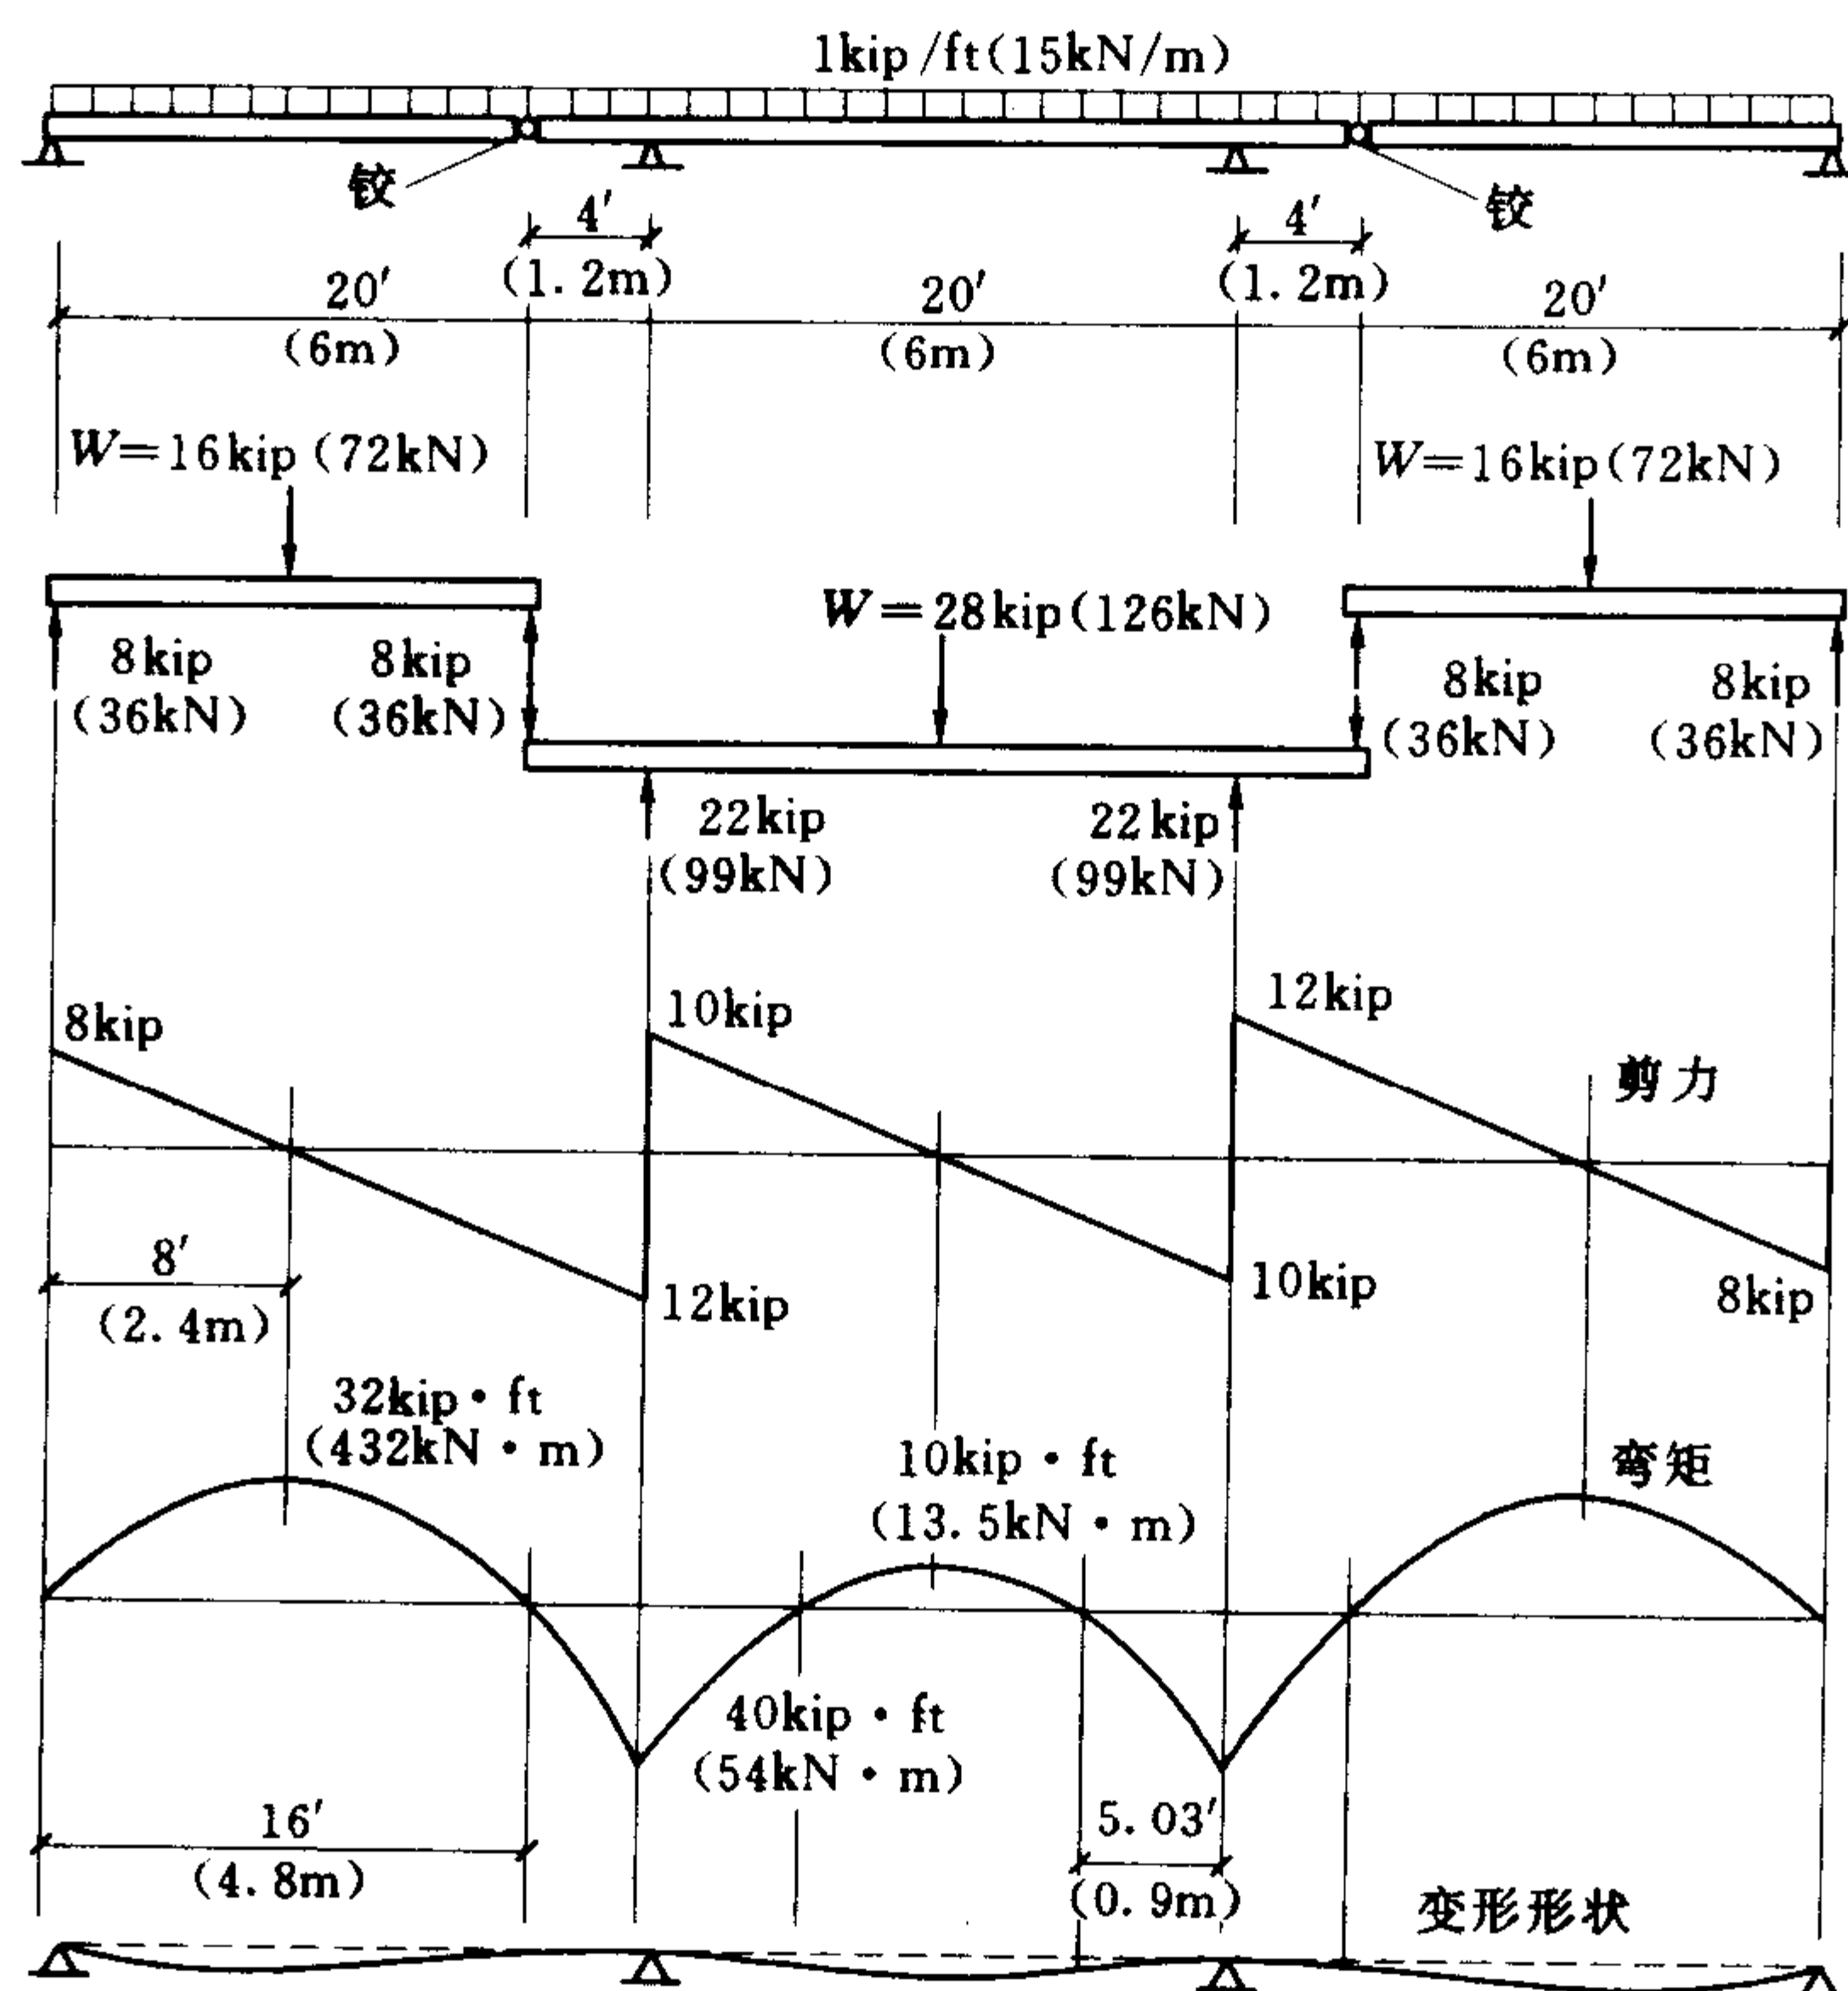 1kip/ft(15kN/m)
铰
铰
4′
4′
(1.2m)
(1.2m)
20′
20′
20′
(6m)
(6m)
(6m)
W=16kip(72kN)
W=16kip(72kN)
W=28kip(126kN)
8kip
(36kN)
8kip
(36kN)
8kip
(36kN)
8kip
(36kN)
22kip
(99kN)
22kip
(99kN)
8kip
10kip
12kip
剪力
8′
(2.4m)
12kip
10kip
8kip
32kip·ft
(432kN·m)
10kip·ft
(13.5kN·m)
弯矩
40kip·ft
(54kN·m)
16′
(4.8m)
5.03′
(0.9m)
变形形状